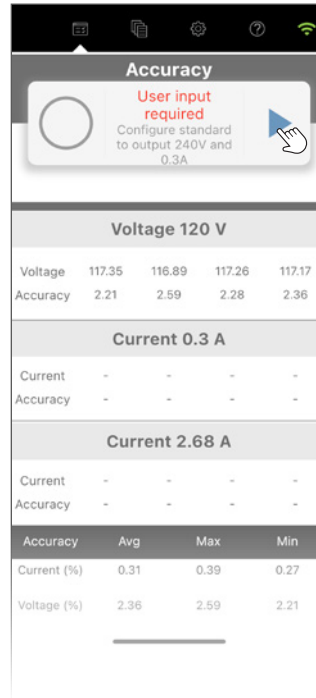 Accuracy
User input
required
Configure standard
to output 240V and
0.3A
Voltage 120 V
Voltage 117.35 116.89 117.26 117.17
Accuracy 2.21 2.59 2.28 2.36
Current 0.3 A
Current - - - -
Accuracy - - - -
Current 2.68 A
Current - - - -
Accuracy - - - -
Accuracy Avg Max Min
Current (%) 0.31 0.39 0.27
Voltage (%) 2.36 2.59 2.21